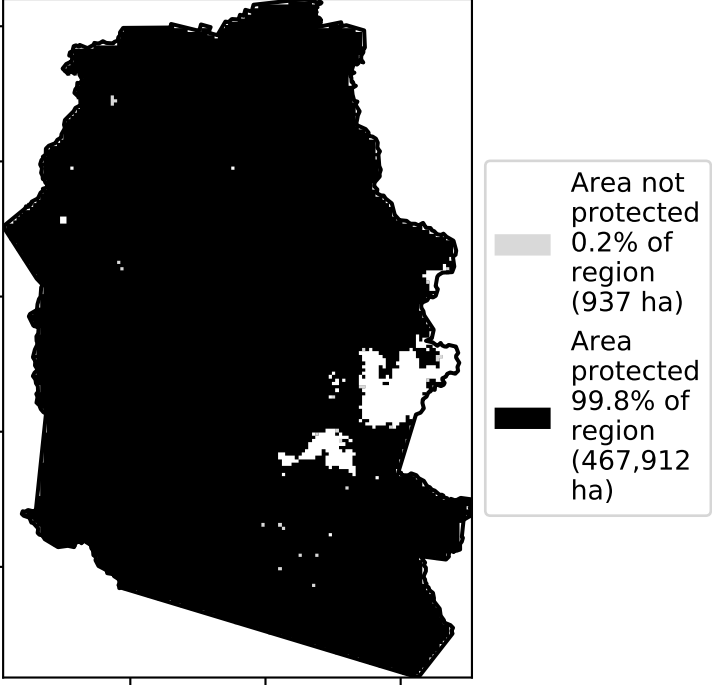 Area not
protected
0.2% of
region
(937 ha)
Area
protected
99.8% of
region
(467,912
ha)